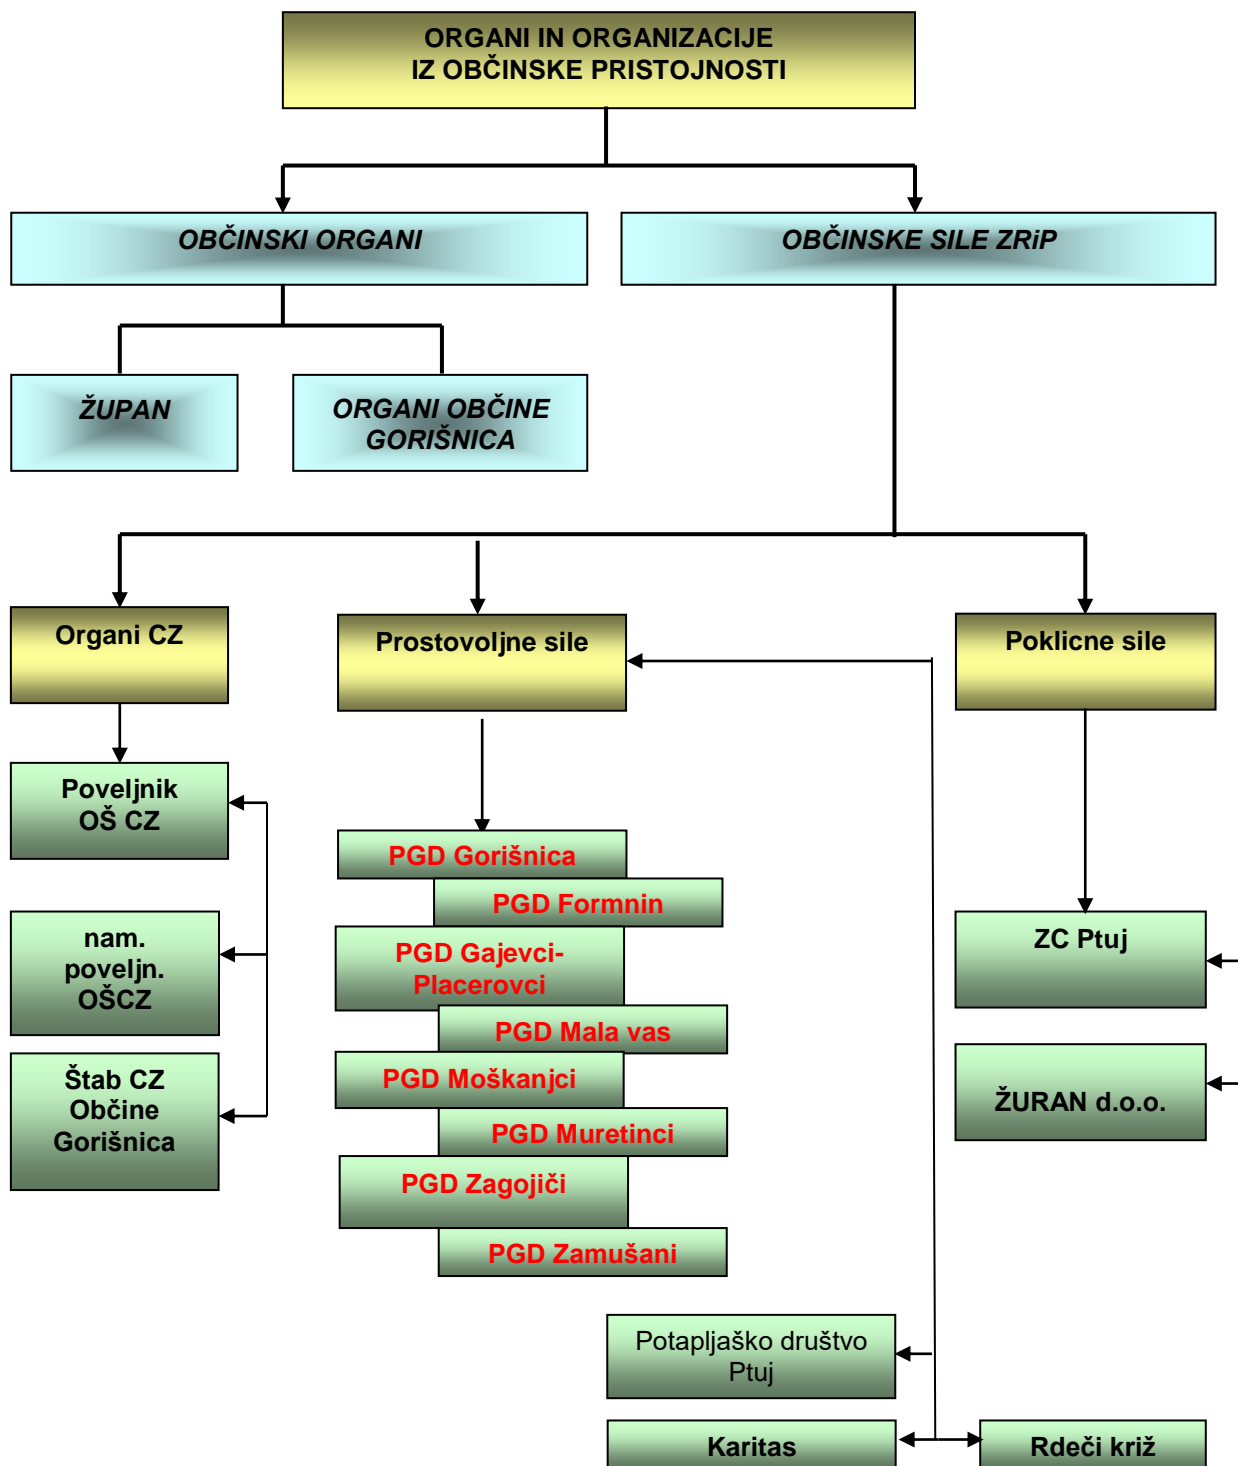 ORGANI IN ORGANIZACIJE
IZ OBČINSKE PRISTOJNOSTI
OBČINSKI ORGANI
OBČINSKE SILE ZRiP
ŽUPAN
ORGANI OBČINE
GORIŠNICA
Organi CZ
Prostovoljne sile
Poklicne sile
Poveljnik
OŠ CZ
nam.
poveljn.
OŠCZ
Štab CZ
Občine
Gorišnica
PGD Gorišnica
PGD Formnin
PGD Gajevci-
Placerovci
PGD Mala vas
PGD Moškanjci
PGD Muretinci
PGD Zagojiči
PGD Zamušani
ZC Ptuj
ŽURAN d.o.o.
Potapljaško društvo
Ptuj
Karitas
Rdeči križ